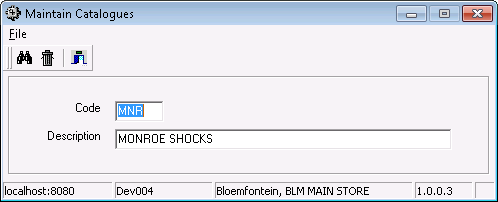 Maintain Catalogues
File
Code MNR
Description MONROE SHOCKS
localhost:8080 Dev004 Bloemfontein, BLM MAIN STORE 1.0.0.3